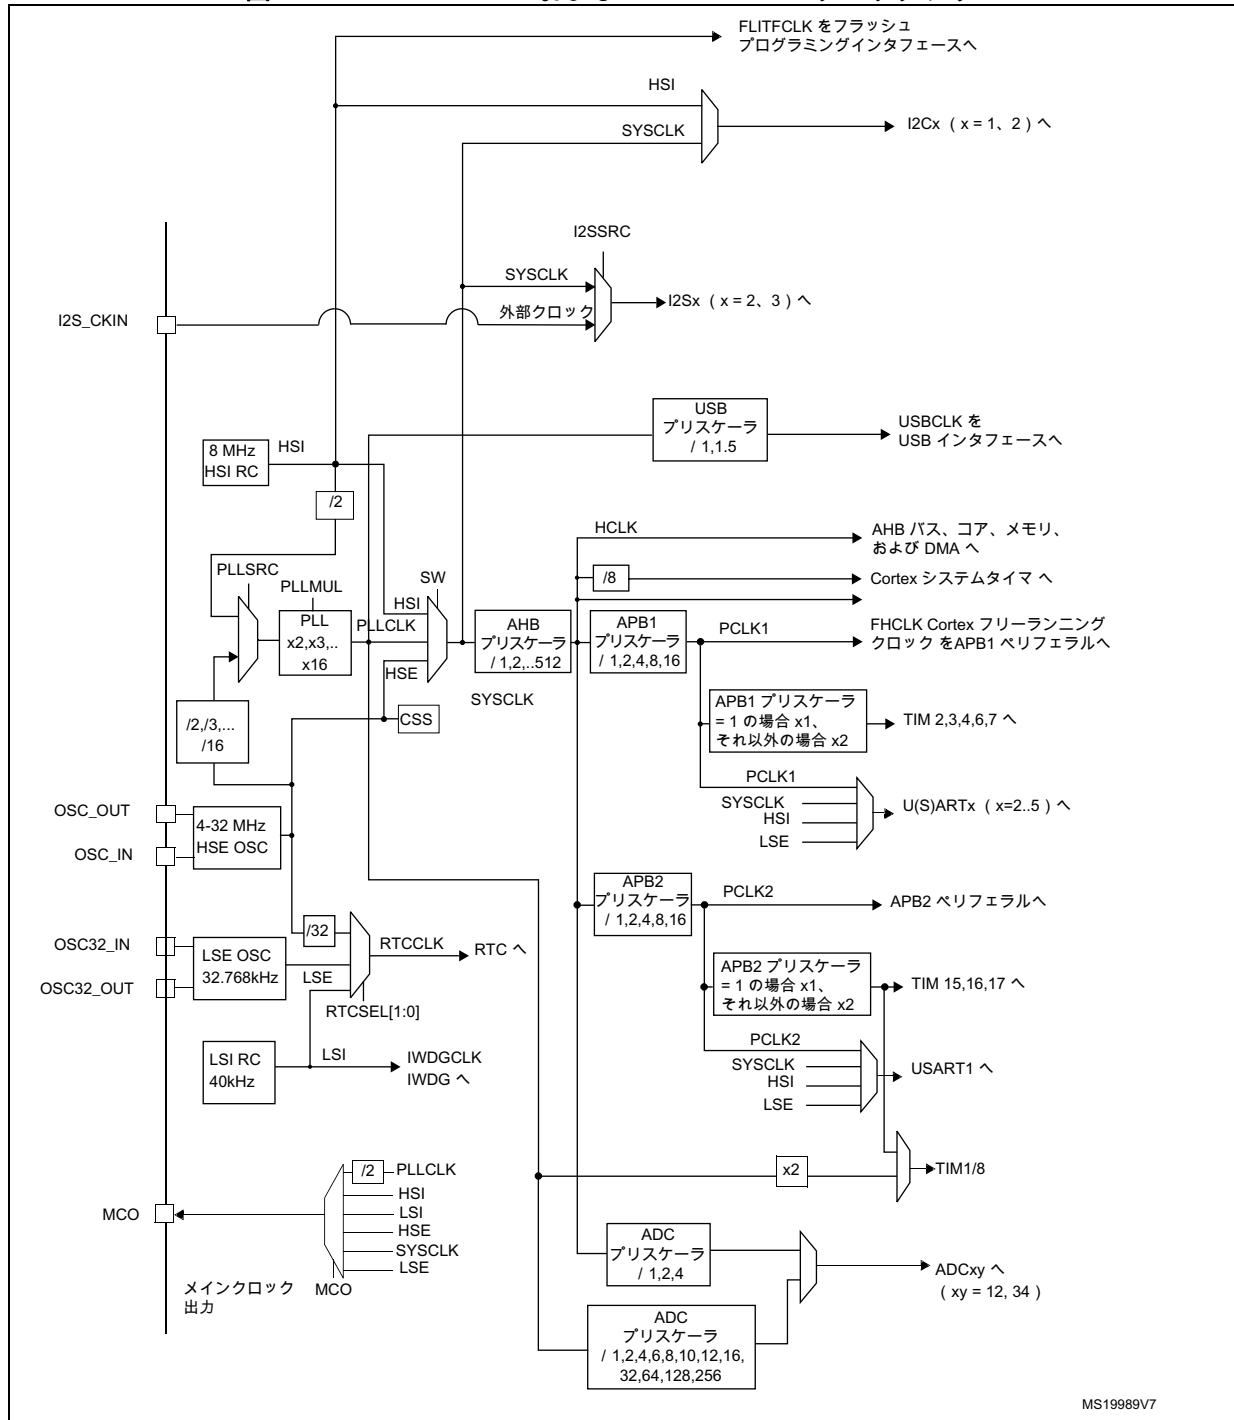 FLITFCLK をフラッシュ
プログラミングインタフェースへ
HSI
I2Cx （ x = 1、2 ）へ
SYSCLK
I2SSRC
SYSCLK
I2Sx （ x = 2、3 ）へ
外部クロック
I2S_CKIN
USB
プリスケーラ
/ 1,1.5
USBCLK を
USB インタフェースへ
8 MHz
HSI RC
HSI
/2
HCLK
AHB バス、コア、メモリ、
および DMA へ
/8
Cortex システムタイマ へ
PLLSRC
PLLMUL
PLL
x2,x3,..
x16
PLLCLK
SW
HSI
HSE
AHB
プリスケーラ
/ 1,2,..512
APB1
プリスケーラ
/ 1,2,4,8,16
PCLK1
FHCLK Cortex フリーランニング
クロック をAPB1 ペリフェラルへ
SYSCLK
CSS
/2,/3,...
/16
APB1 プリスケーラ
= 1 の場合 x1、
それ以外の場合 x2
TIM 2,3,4,6,7 へ
PCLK1
SYSCLK
HSI
LSE
U(S)ARTx （ x=2..5 ）へ
OSC_OUT
OSC_IN
4-32 MHz
HSE OSC
APB2
プリスケーラ
/ 1,2,4,8,16
PCLK2
APB2 ペリフェラルへ
OSC32_IN
OSC32_OUT
LSE OSC
32.768kHz
/32
LSE
RTCCLK
RTC へ
RTCSEL[1:0]
APB2 プリスケーラ
= 1 の場合 x1、
それ以外の場合 x2
TIM 15,16,17 へ
LSI RC
40kHz
LSI
IWDGCLK
IWDG へ
PCLK2
SYSCLK
HSI
LSE
USART1 へ
x2
TIM1/8
/2
PLLCLK
HSI
LSI
HSE
SYSCLK
LSE
MCO
MCO
メインクロック
出力
ADC
プリスケーラ
/ 1,2,4
ADCxy へ
（ xy = 12, 34 ）
ADC
プリスケーラ
/ 1,2,4,6,8,10,12,16,
32,64,128,256
MS19989V7